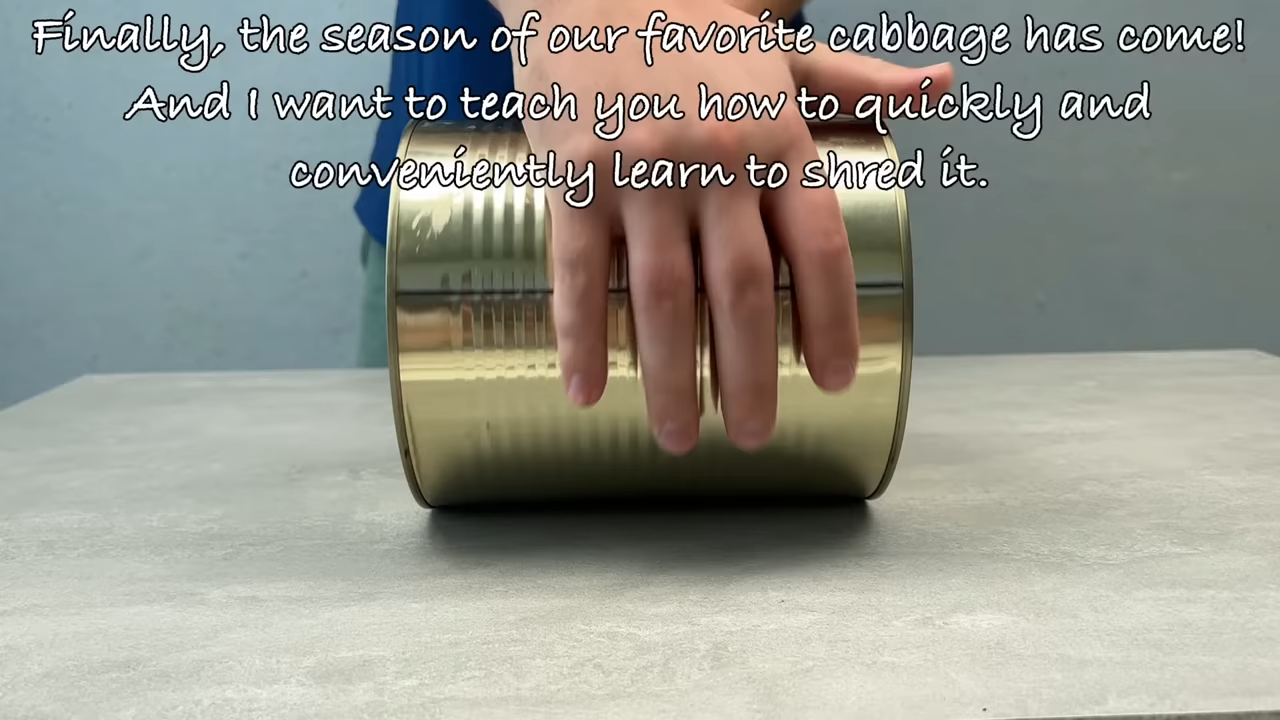 Finally, the season of our favorite cabbage has come!
And I want to teach you how to quickly and
conveniently learn to shred it.